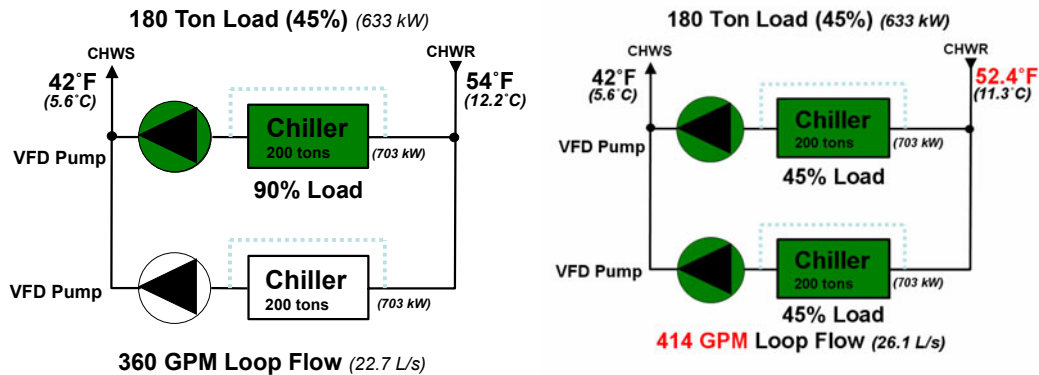 180 Ton Load (45%) (633 kW)
CHWS
CHWR
42˚F
(5.6˚C)
54˚F
(12.2˚C)
Chiller
200 tons
(703 kW)
VFD Pump
90% Load
Chiller
200 tons
(703 kW)
VFD Pump
360 GPM Loop Flow (22.7 L/s)
180 Ton Load (45%) (633 kW)
CHWS
CHWR
42˚F
(5.6˚C)
52.4˚F
(11.3˚C)
Chiller
200 tons
(703 kW)
VFD Pump
45% Load
Chiller
200 tons
(703 kW)
VFD Pump
45% Load
414 GPM Loop Flow (26.1 L/s)